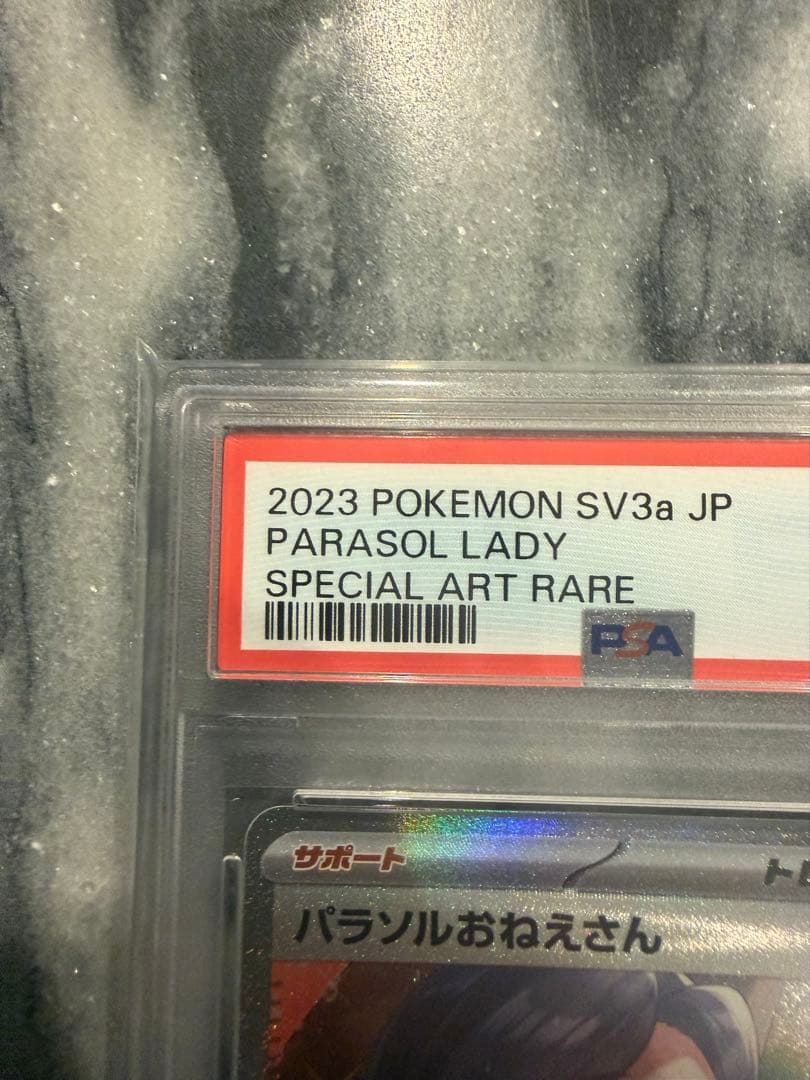 2023 POKEMON SV3a JP
PARASOL LADY
SPECIAL ART RARE
PSA
サポート
パラソルおねえさん